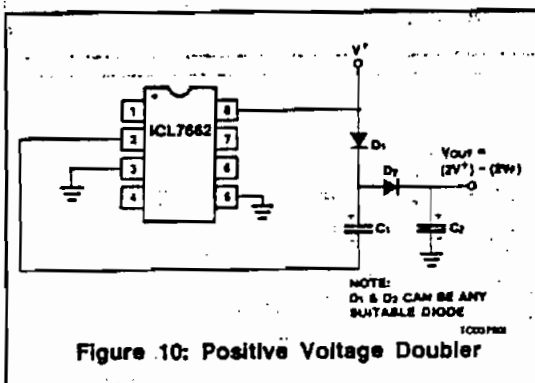 V+
1
2
3
4
ICL7662
8
7
6
5
D1
D2
VOUT =
(2V+) - (2VF)
+
C1
+
C2
NOTE:
D1 & D2 CAN BE ANY
SUITABLE DIODE
Figure 10: Positive Voltage Doubler